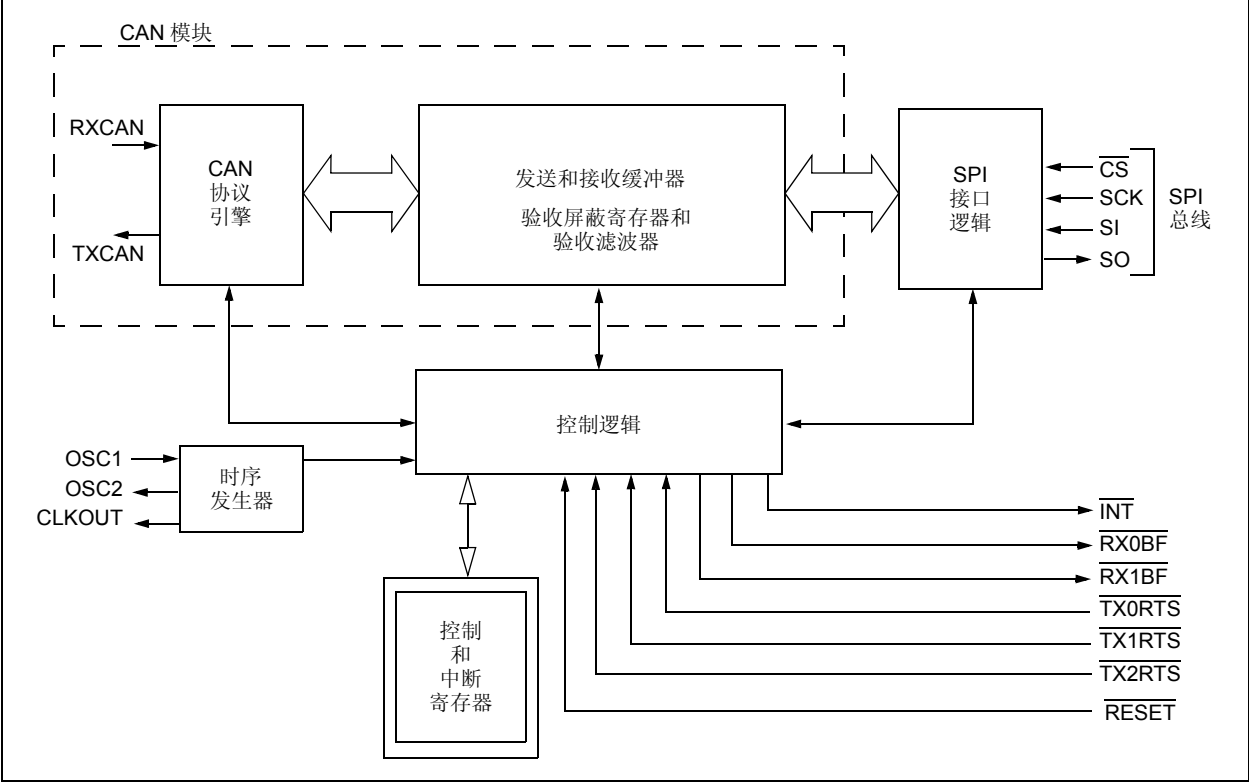 CAN 模块
RXCAN
TXCAN
CAN
协议
引擎
发送和接收缓冲器
验收屏蔽寄存器和
验收滤波器
SPI
接口
逻辑
CS
SCK
SI
SO
SPI
总线
控制逻辑
OSC1
OSC2
CLKOUT
时序
发生器
控制
和
中断
寄存器
INT
RX0BF
RX1BF
TX0RTS
TX1RTS
TX2RTS
RESET